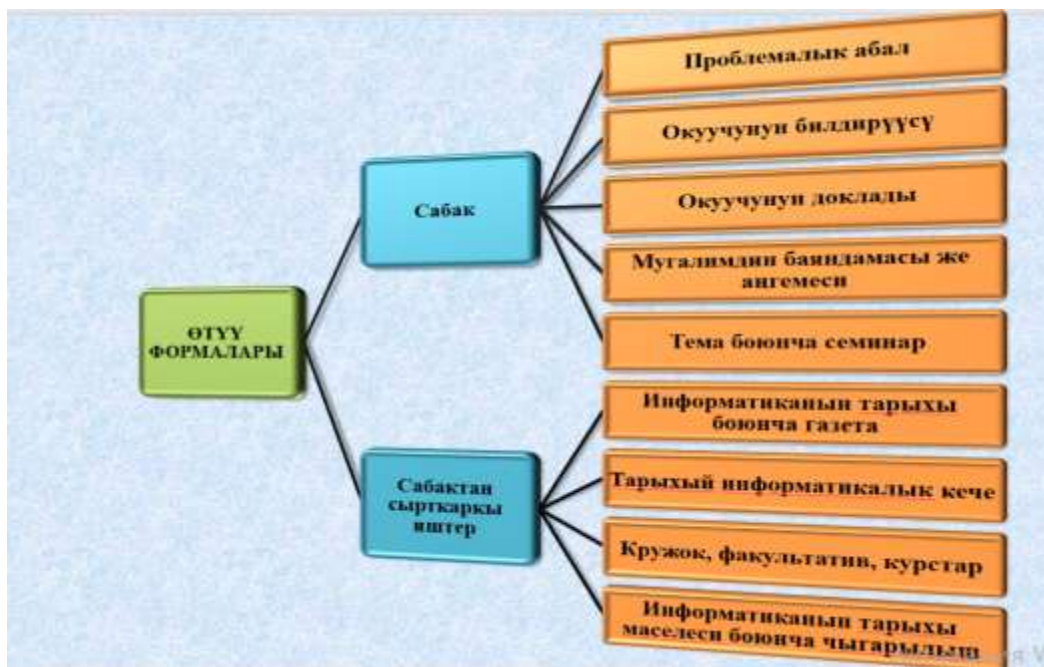 ӨТҮҮ
ФОРМАЛАРЫ
Сабак
Проблемалык абал
Окуучунун билдирүүсү
Окуучунун доклады
Мугалимдин баяндамасы же
ангемеси
Тема боюнча семинар
Сабактан
сырткаркы
иштер
Информатиканын тарыхы
боюнча газета
Тарыхый информатикалык кече
Кружок, факультатив, курстар
Информатиканын тарыхы
маселеси боюнча чыгарылыш